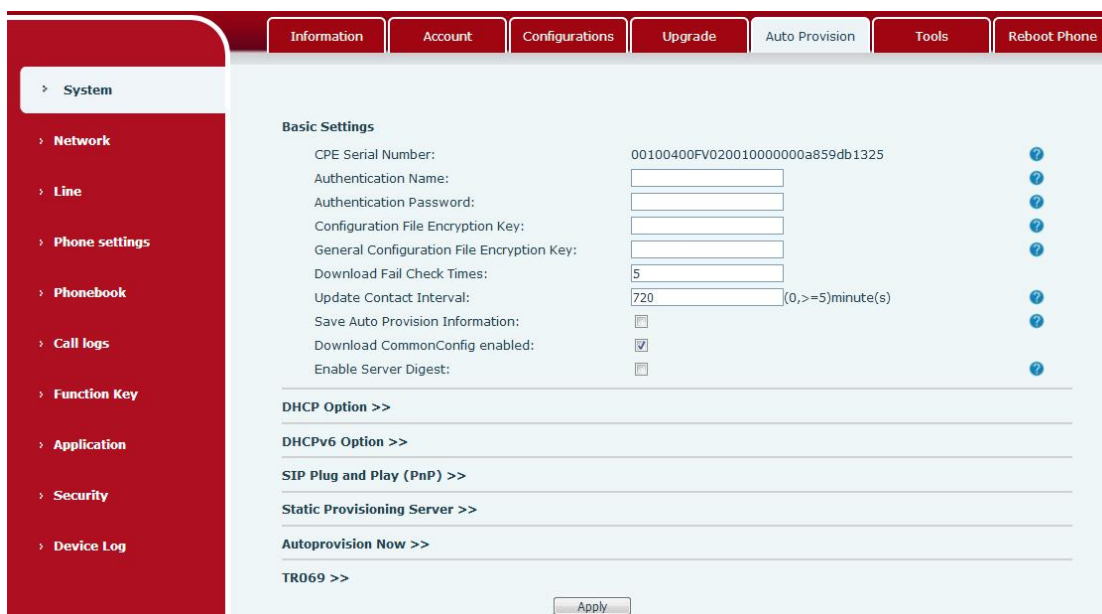 Information Account Configurations Upgrade Auto Provision Tools Reboot Phone
› System
› Network
› Line
› Phone settings
› Phonebook
› Call logs
› Function Key
› Application
› Security
› Device Log
Basic Settings
CPE Serial Number: 00100400FV020010000000a859db1325
Authentication Name:
Authentication Password:
Configuration File Encryption Key:
General Configuration File Encryption Key:
Download Fail Check Times: 5
Update Contact Interval: 720 (0,>=5)minute(s)
Save Auto Provision Information:
Download CommonConfig enabled:
Enable Server Digest:
DHCP Option >>
DHCPv6 Option >>
SIP Plug and Play (PnP) >>
Static Provisioning Server >>
Autoprovision Now >>
TR069 >>
Apply